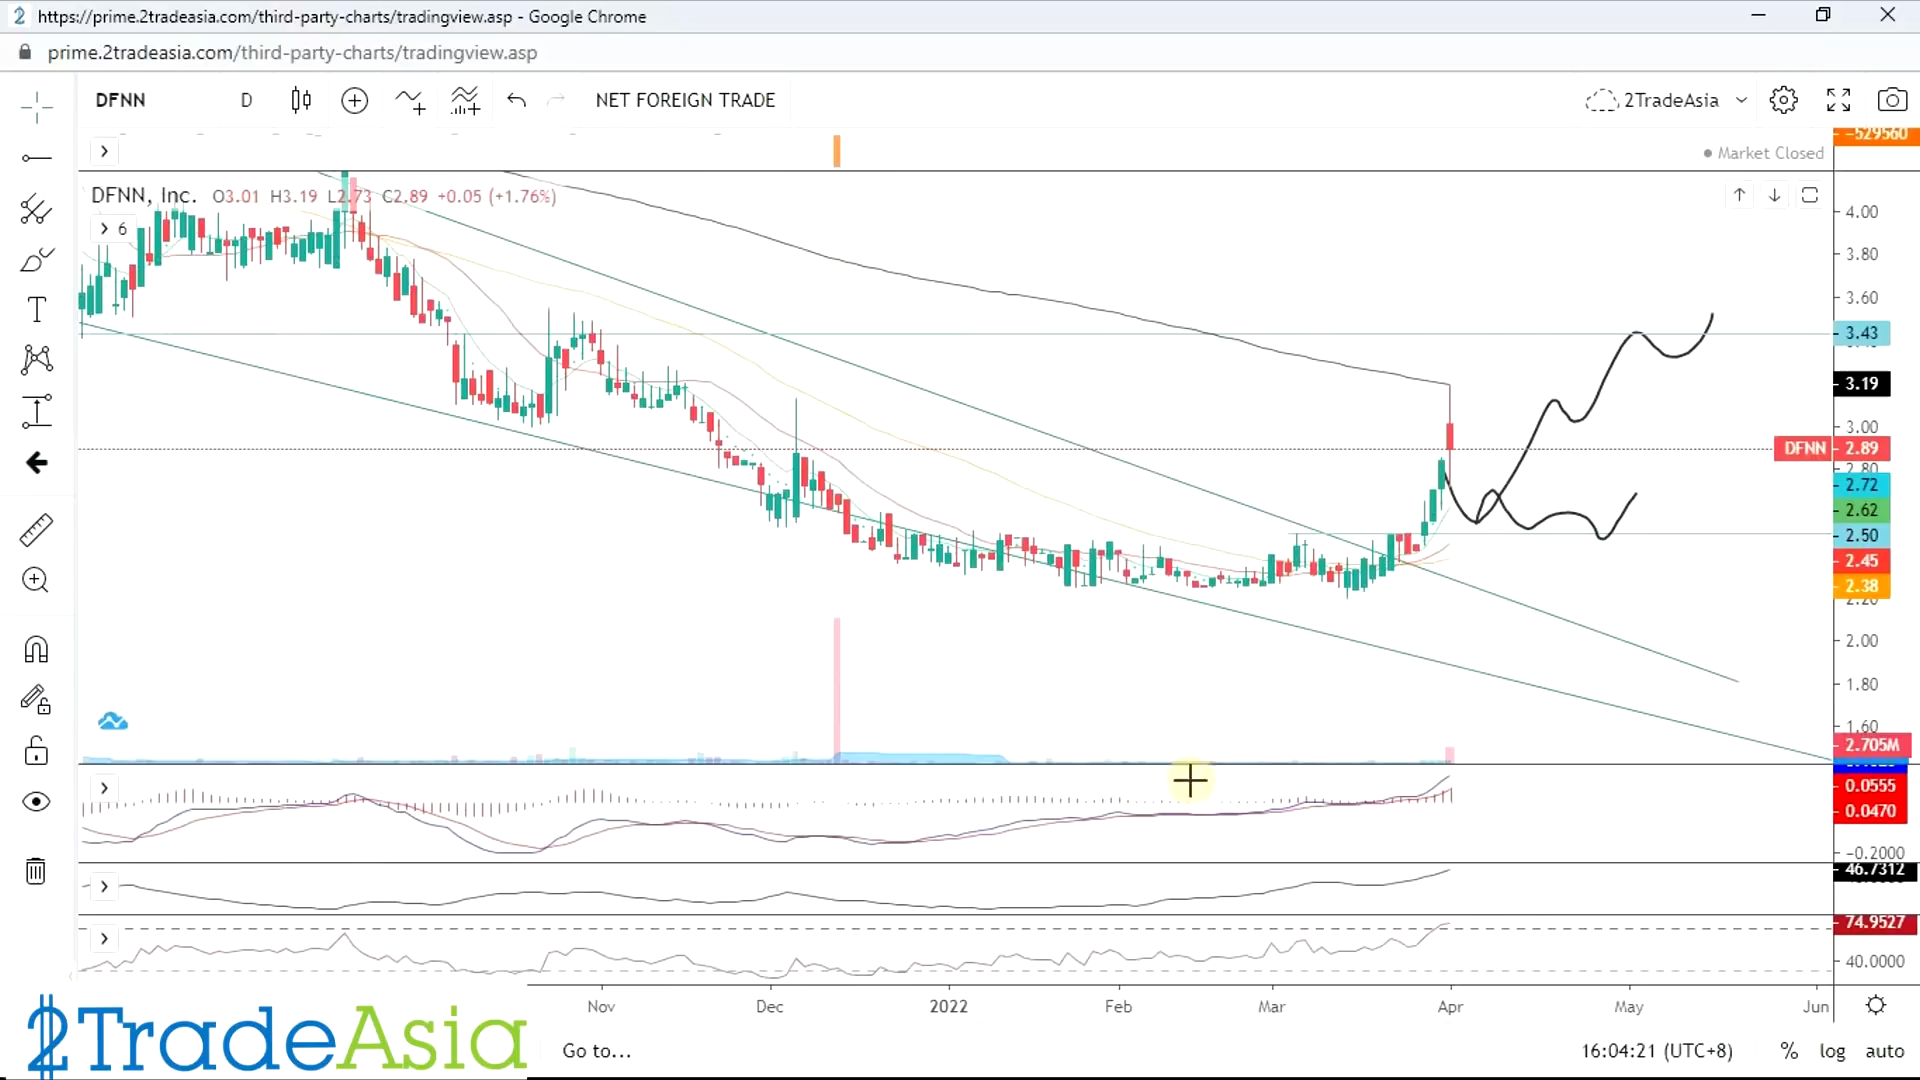 https://prime.2tradeasia.com/third-party-charts/tradingview.asp - Google Chrome
prime.2tradeasia.com/third-party-charts/tradingview.asp
DFNN D NET FOREIGN TRADE 2TradeAsia
-529560
Market Closed
DFNN, Inc. O3.01 H3.19 L2.73 C2.89 +0.05 (+1.76%)
6
4.00
3.80
3.60
3.43
3.19
3.00
DFNN 2.89
2.80
2.72
2.62
2.50
2.45
2.38
2.20
2.00
1.80
1.60
2.705M
0.0555
0.0470
-0.2000
46.7312
74.9527
40.0000
Nov Dec 2022 Feb Mar Apr May Jun
2TradeAsia
Go to... 16:04:21 (UTC+8) % log auto